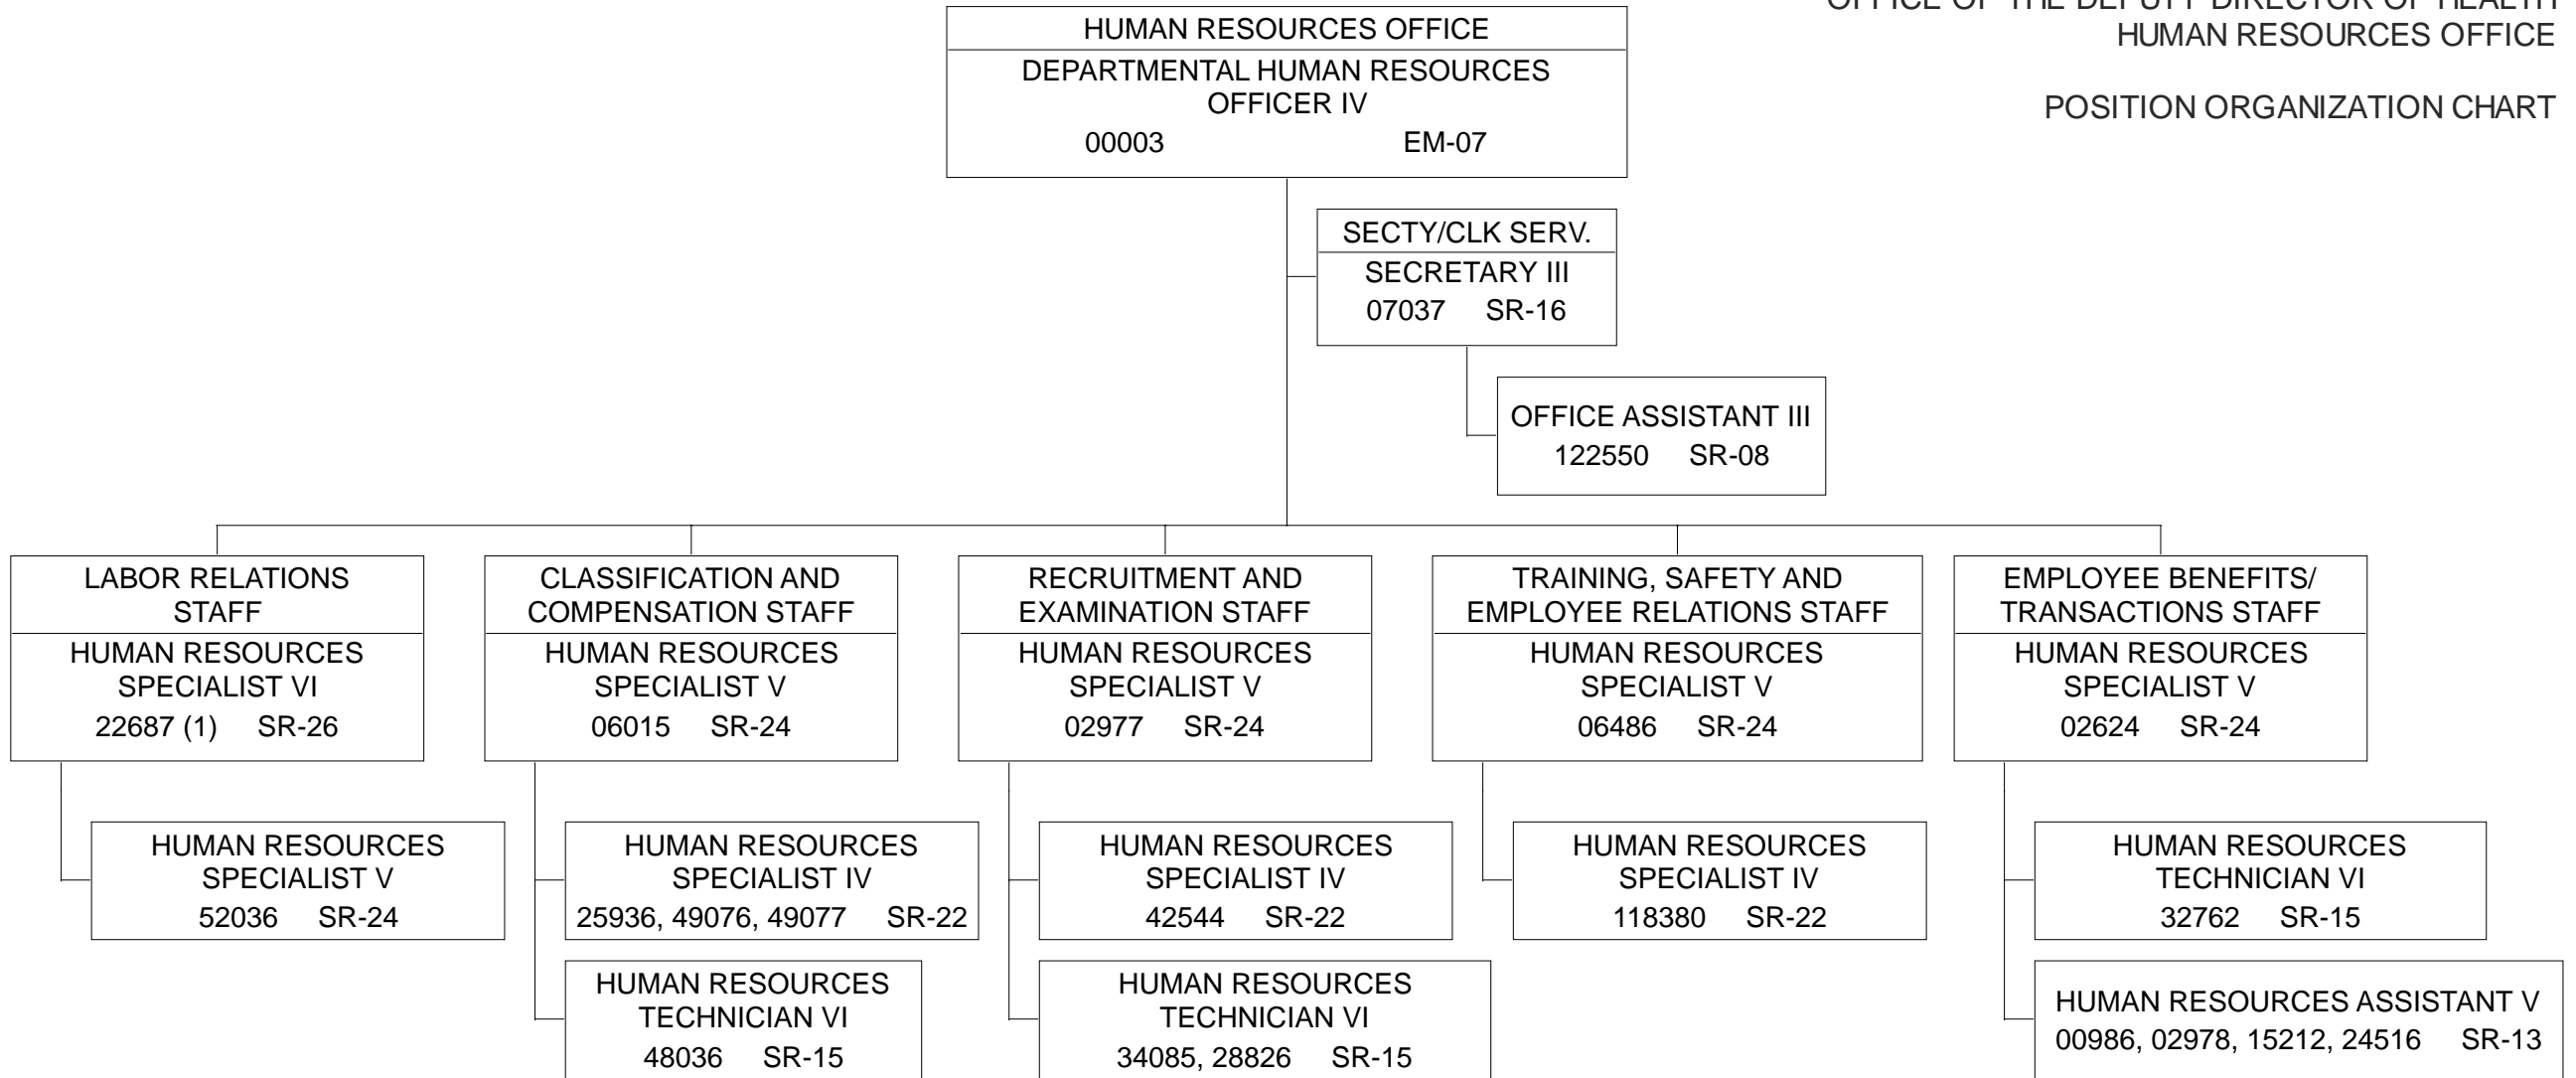 OFFICE OF THE DEPUTY DIRECTOR OF HEALTH
HUMAN RESOURCES OFFICE
POSITION ORGANIZATION CHART
HUMAN RESOURCES OFFICE
DEPARTMENTAL HUMAN RESOURCES
OFFICER IV
00003 EM-07
SECTY/CLK SERV.
SECRETARY III
07037 SR-16
OFFICE ASSISTANT III
122550 SR-08
LABOR RELATIONS
STAFF
HUMAN RESOURCES
SPECIALIST VI
22687 (1) SR-26
HUMAN RESOURCES
SPECIALIST V
52036 SR-24
CLASSIFICATION AND
COMPENSATION STAFF
HUMAN RESOURCES
SPECIALIST V
06015 SR-24
HUMAN RESOURCES
SPECIALIST IV
25936, 49076, 49077 SR-22
HUMAN RESOURCES
TECHNICIAN VI
48036 SR-15
RECRUITMENT AND
EXAMINATION STAFF
HUMAN RESOURCES
SPECIALIST V
02977 SR-24
HUMAN RESOURCES
SPECIALIST IV
42544 SR-22
HUMAN RESOURCES
TECHNICIAN VI
34085, 28826 SR-15
TRAINING, SAFETY AND
EMPLOYEE RELATIONS STAFF
HUMAN RESOURCES
SPECIALIST V
06486 SR-24
HUMAN RESOURCES
SPECIALIST IV
118380 SR-22
EMPLOYEE BENEFITS/
TRANSACTIONS STAFF
HUMAN RESOURCES
SPECIALIST V
02624 SR-24
HUMAN RESOURCES
TECHNICIAN VI
32762 SR-15
HUMAN RESOURCES ASSISTANT V
00986, 02978, 15212, 24516 SR-13